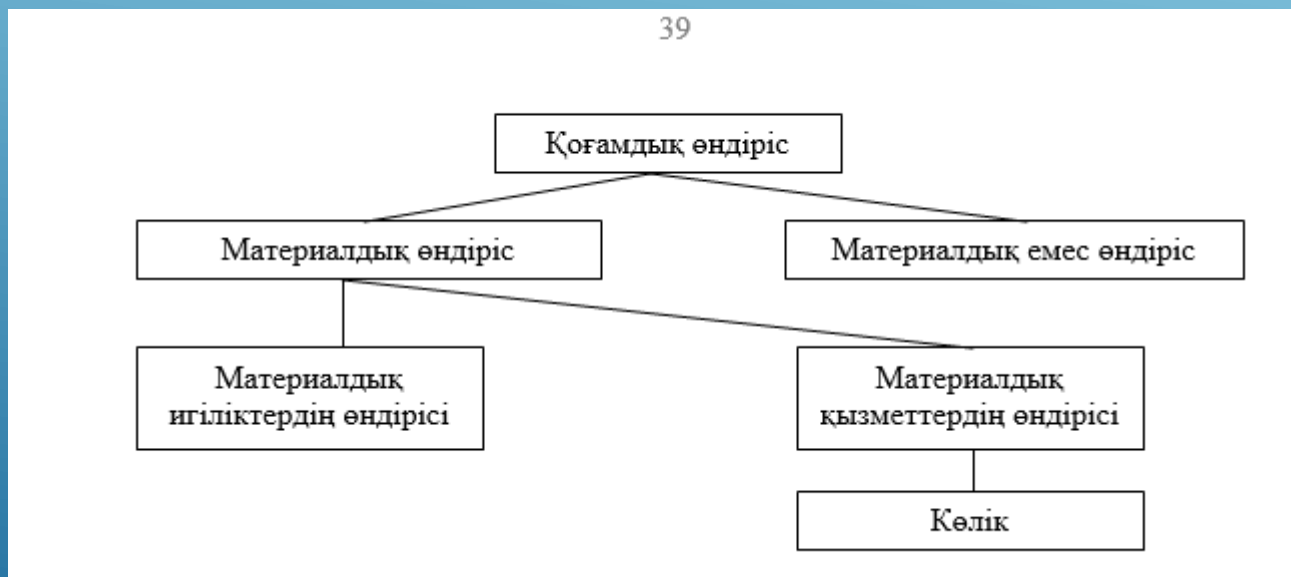 39
Қоғамдық өндіріс
Материалдық өндіріс
Материалдық емес өндіріс
Материалдық
игіліктердің өндірісі
Материалдық
қызметтердің өндірісі
Көлік